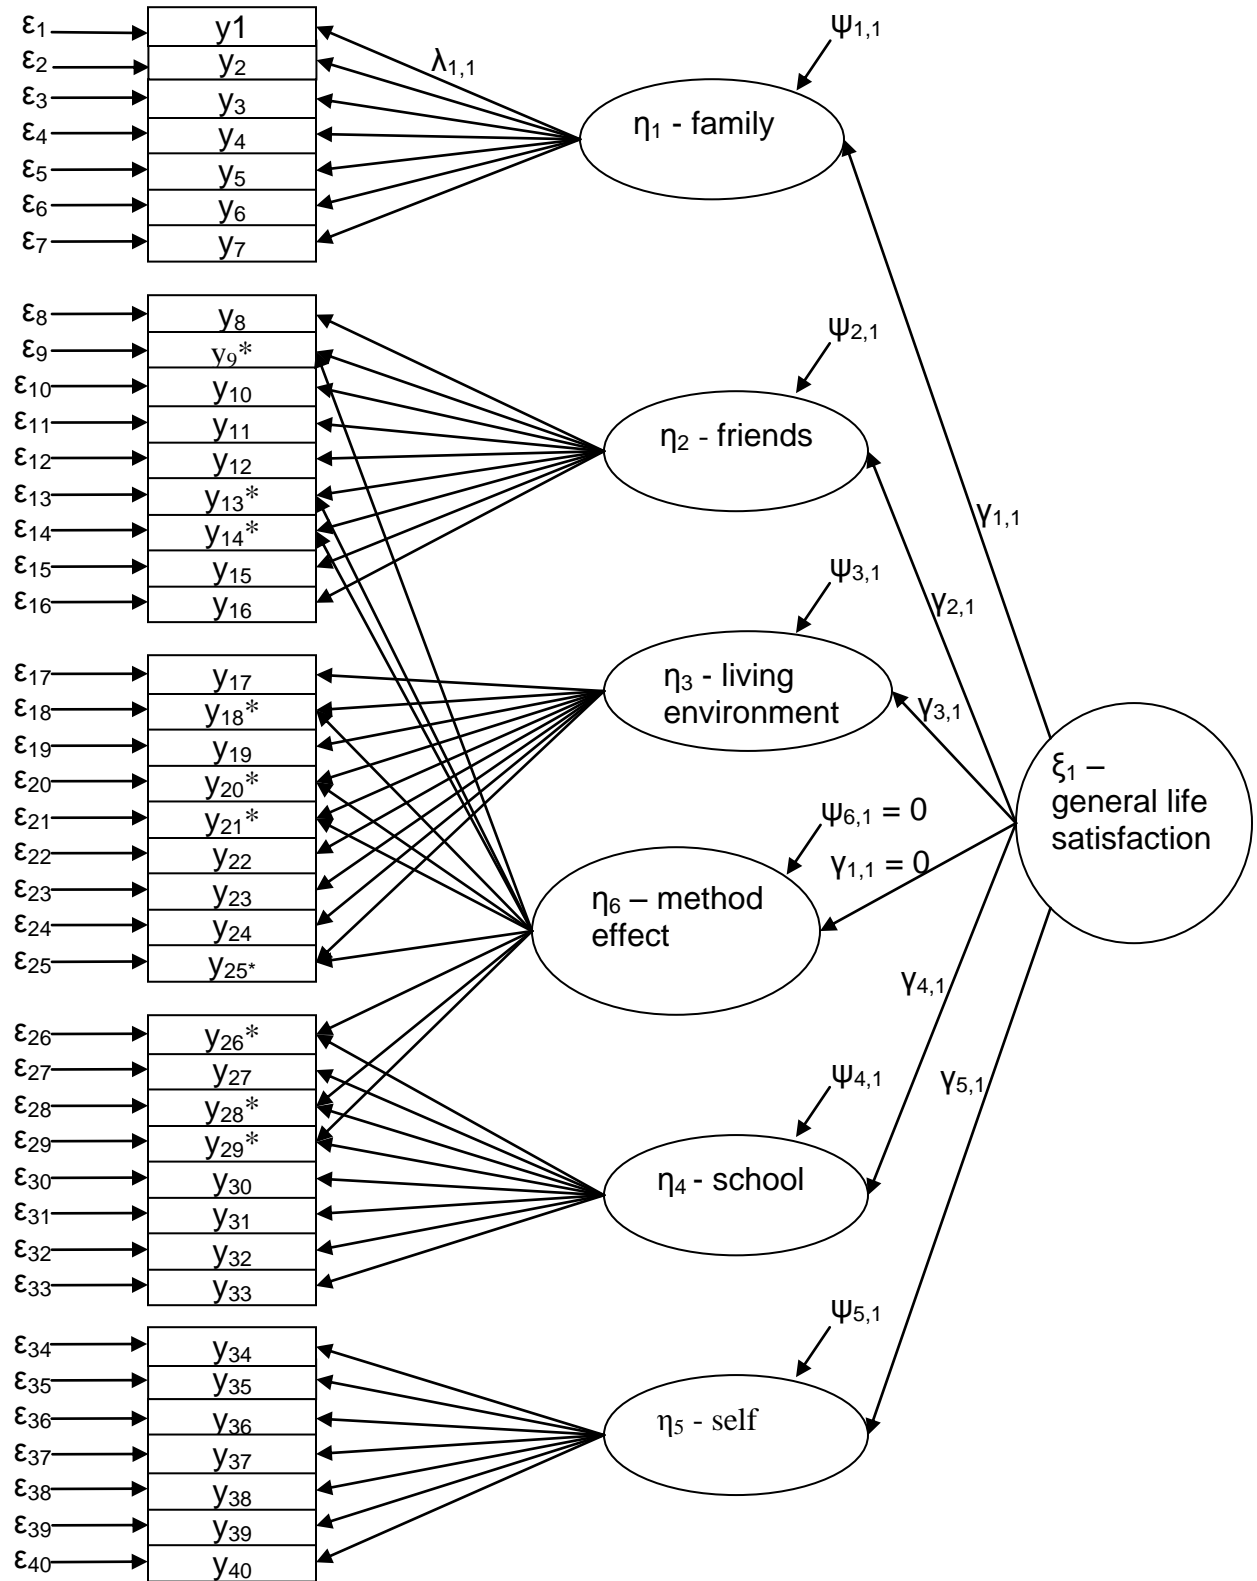 ε1 y1 ψ1,1
ε2 y2 λ1,1
ε3 y3 η1 - family
ε4 y4
ε5 y5
ε6 y6
ε7 y7
ε8 y8 ψ2,1
ε9 y9*
ε10 y10
ε11 y11 η2 - friends
ε12 y12
ε13 y13* γ1,1
ε14 y14*
ε15 y15 ψ3,1
ε16 y16 γ2,1
ε17 y17 η3 - living
ε18 y18* environment γ3,1
ε19 y19
ε20 y20* ξ1 –
general life
satisfaction
ε21 y21* ψ6,1 = 0
ε22 y22 γ1,1 = 0
ε23 y23 η6 – method
ε24 y24 effect
ε25 y25*
γ4,1
ε26 y26*
ε27 y27 ψ4,1 γ5,1
ε28 y28*
ε29 y29*
ε30 y30 η4 - school
ε31 y31
ε32 y32
ε33 y33
ψ5,1
ε34 y34
ε35 y35
ε36 y36 η5 - self
ε37 y37
ε38 y38
ε39 y39
ε40 y40